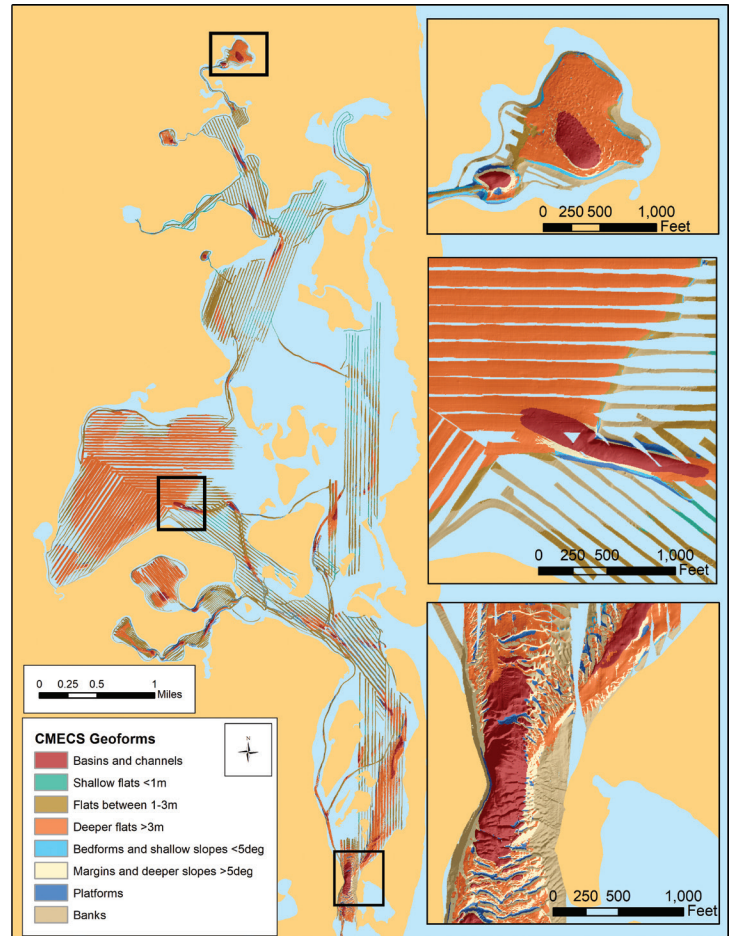 0 250 500 1,000
Feet
0 250 500 1,000
Feet
0 250 500 1,000
Feet
0 0.25 0.5 1
Miles
N
CMECS Geoforms
Basins and channels
Shallow flats <1m
Flats between 1-3m
Deeper flats >3m
Bedforms and shallow slopes <5deg
Margins and deeper slopes >5deg
Platforms
Banks